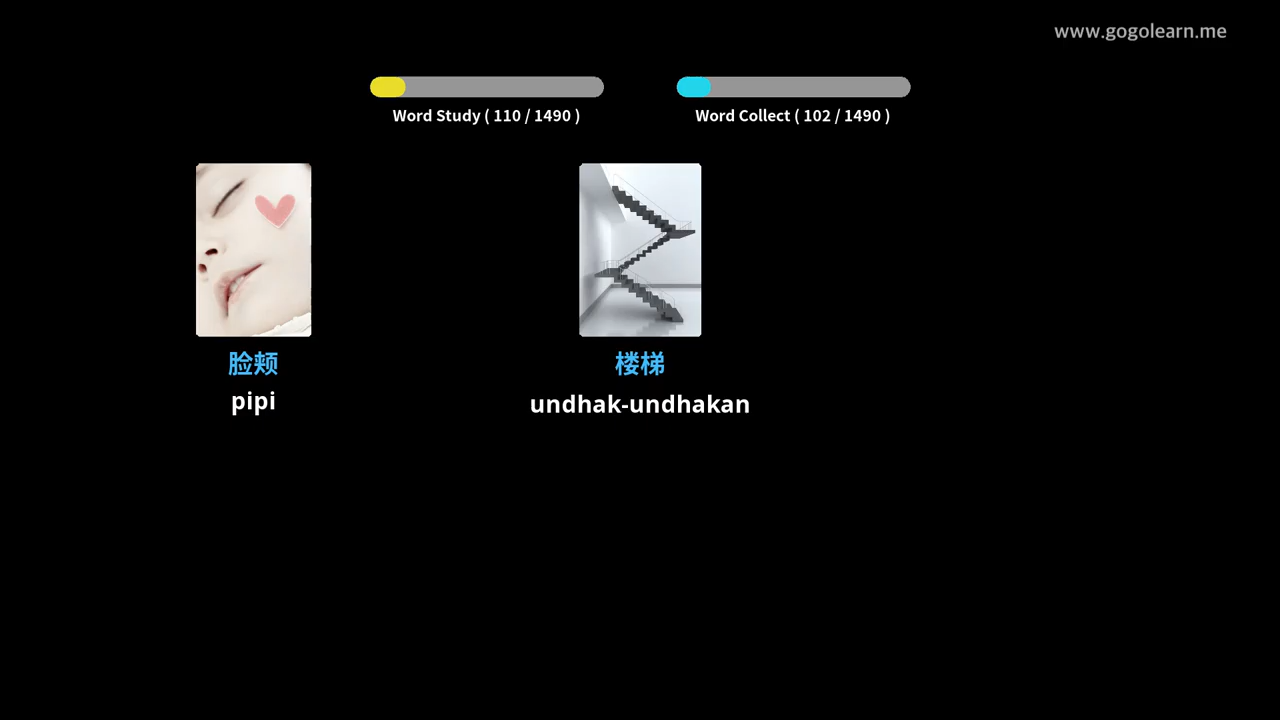 www.gogolearn.me
Word Study ( 110 / 1490 )
Word Collect ( 102 / 1490 )
脸颊
pipi
楼梯
undhak-undhakan